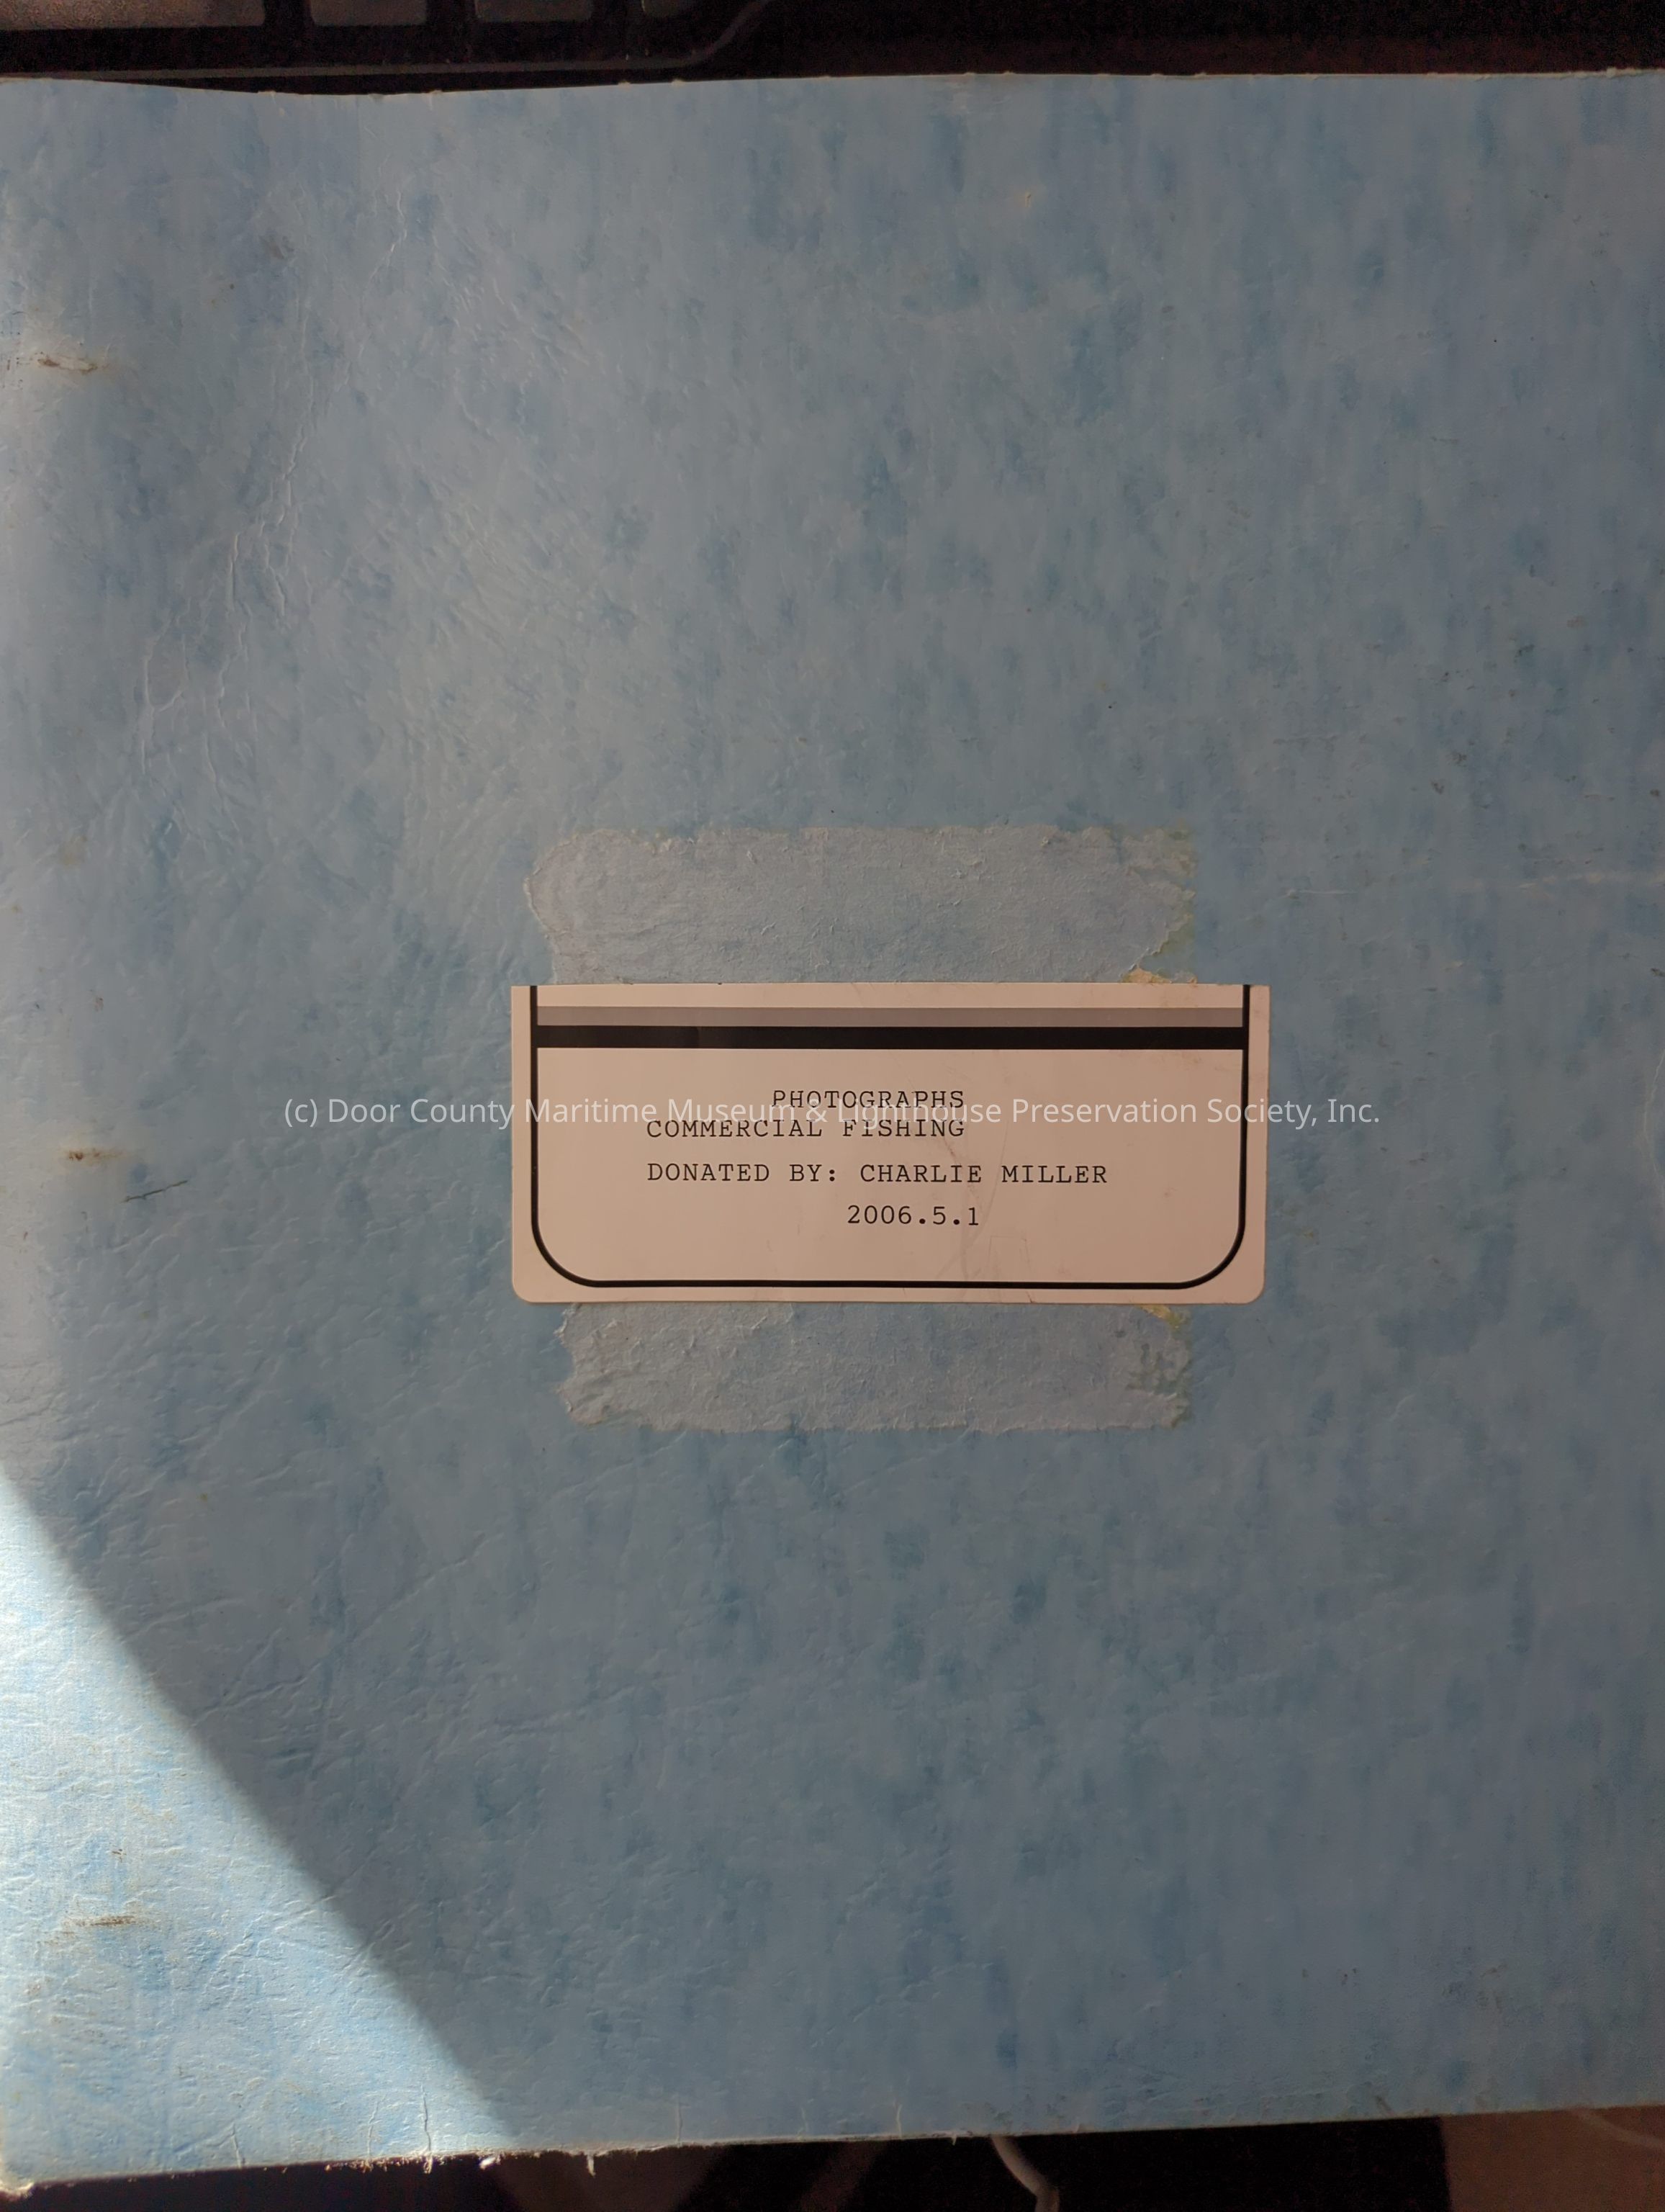 PHOTOGRAPHS
(c) Door County Maritime Museum & Lighthouse Preservation Society, Inc.
COMMERCIAL FISHING
DONATED BY: CHARLIE MILLER
2006.5.1